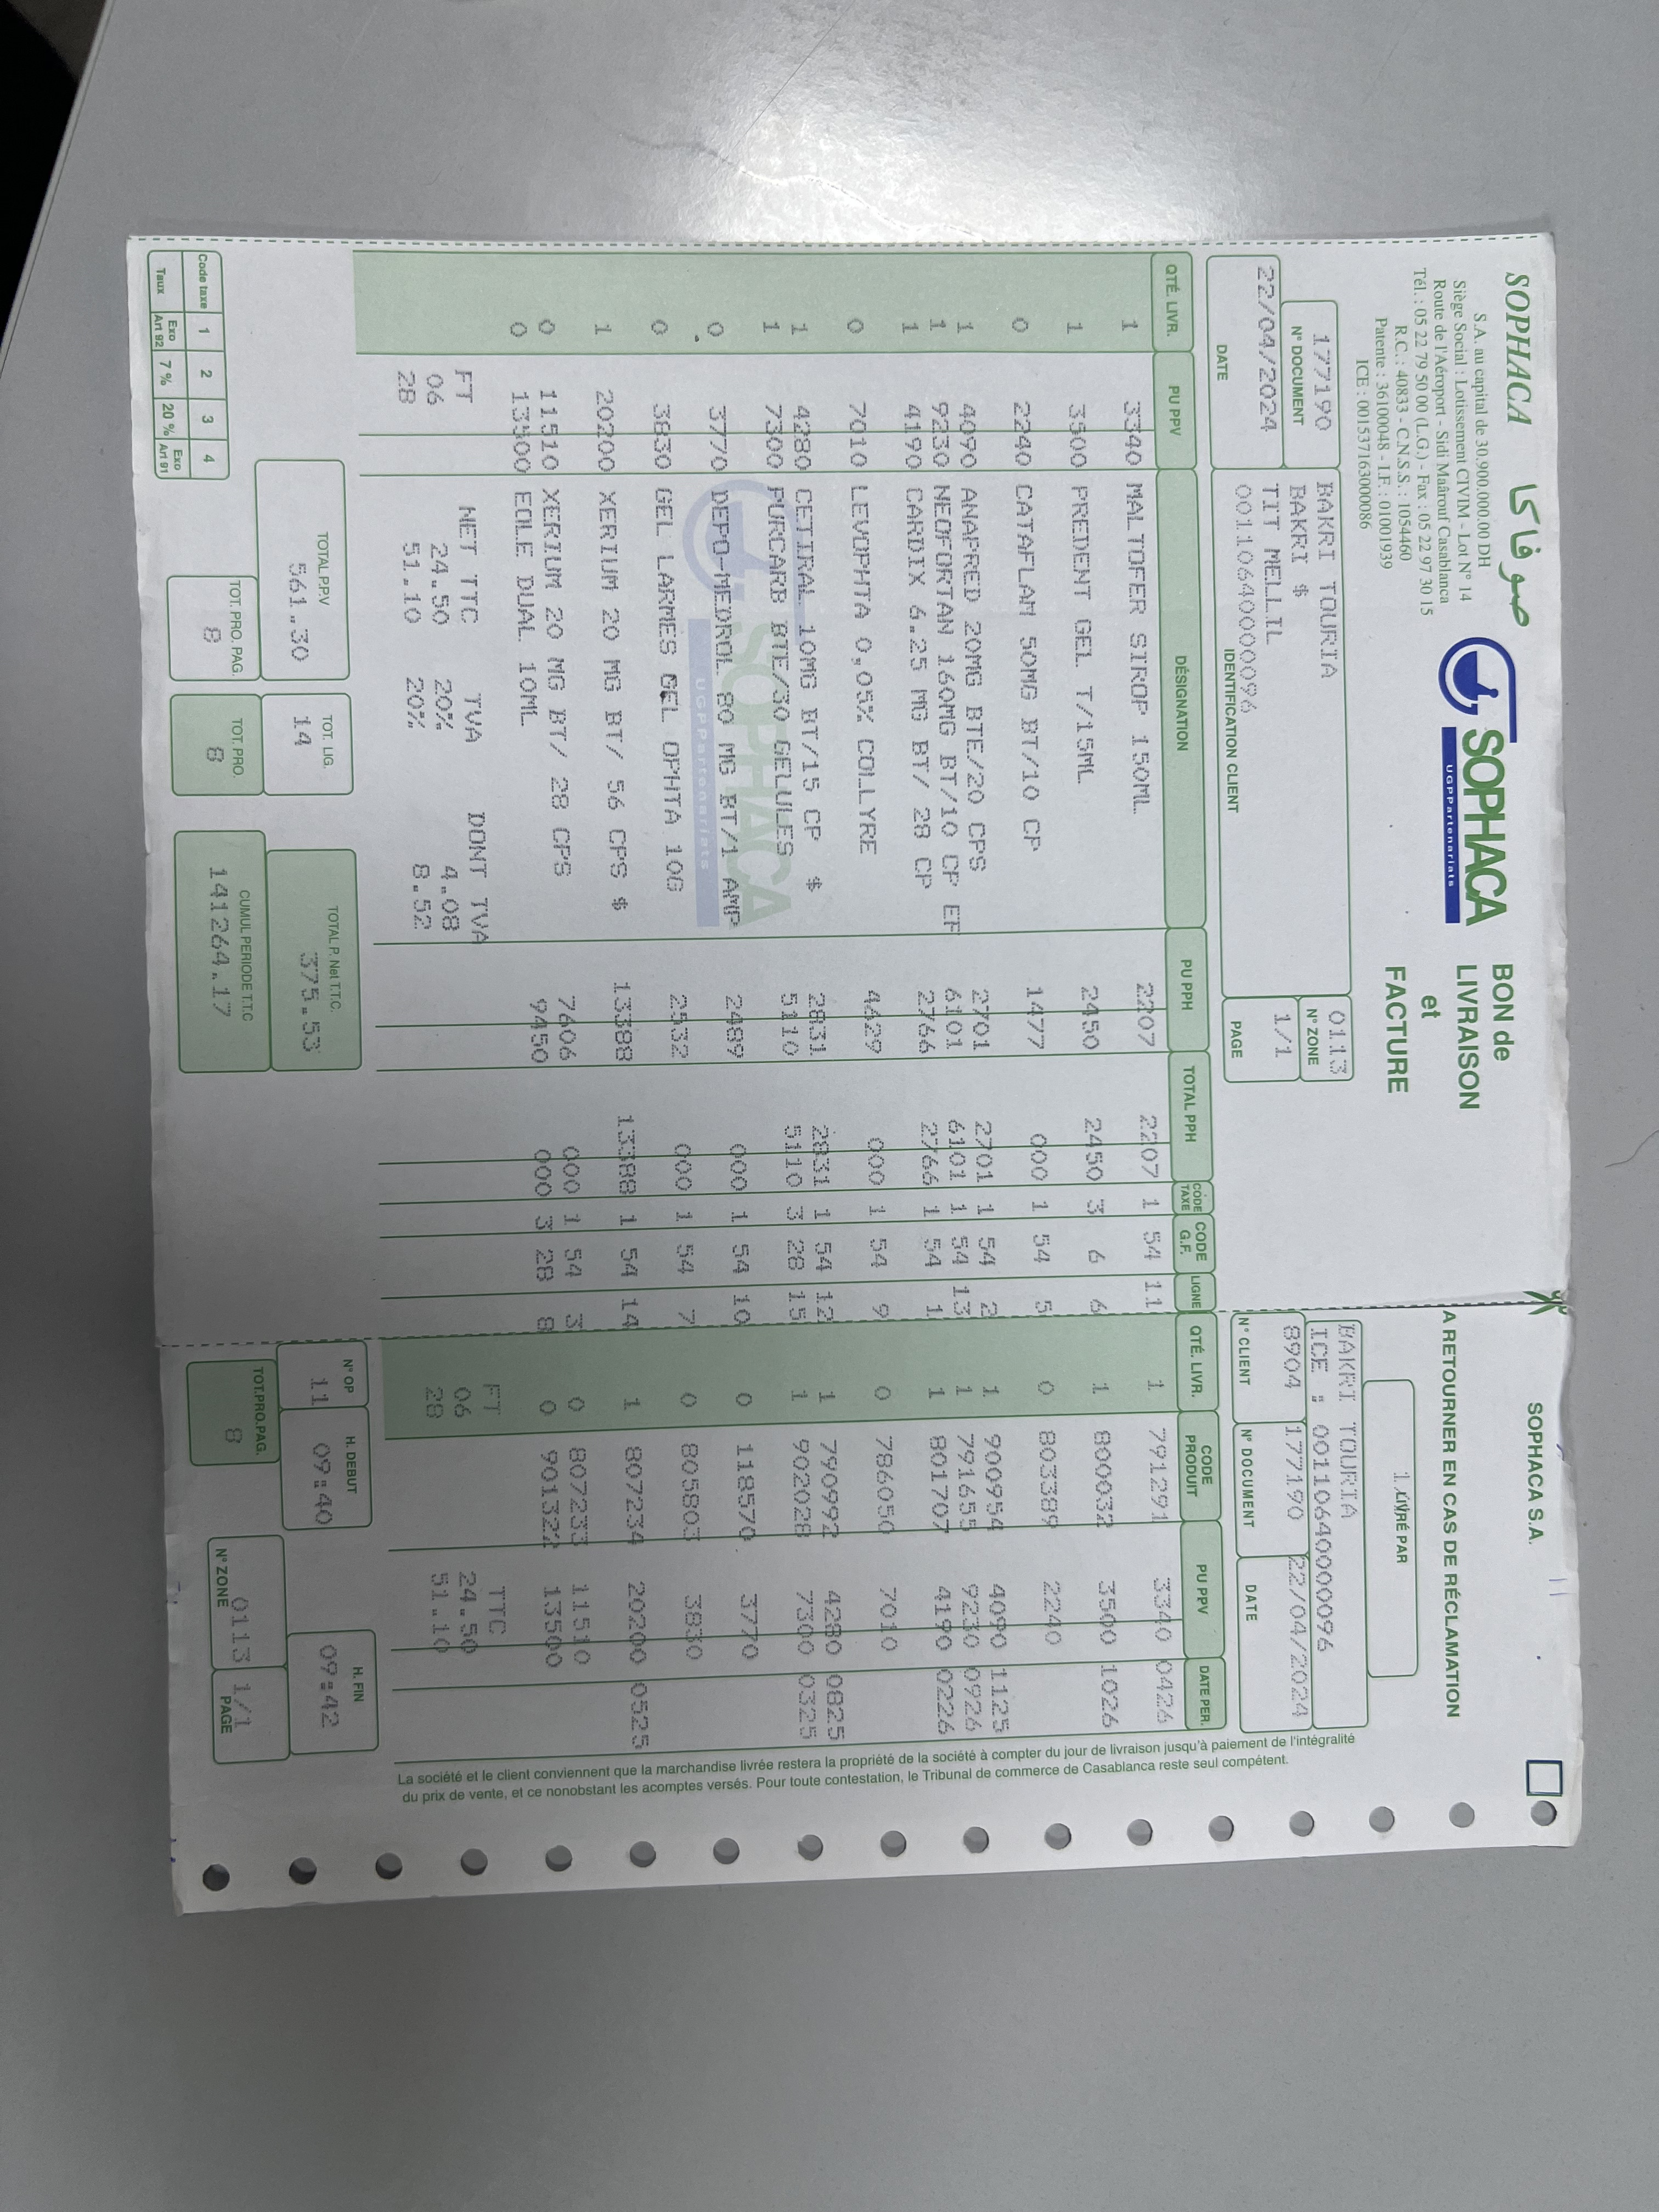 SOPHACA صوفاكا
S.A. au capital de 30.900.000.00 DH
Siège Social : Lotissement CIVIM - Lot N° 14
Route de l'Aéroport - Sidi Maârouf Casablanca
Tél. : 05 22 79 50 00 (L.G.) - Fax : 05 22 97 30 15
R.C. : 40833 - C.N.S.S. : 1054460
Patente : 36100048 - I.F. : 01001939
ICE : 001537163000086
SOPHACA
UGPPartenariats
BON de
LIVRAISON
et
FACTURE
177190
N° DOCUMENT
22/04/2024
DATE
BAKRI TOURIA
BAKRI $
TIT MELLIL
00110640000096
IDENTIFICATION CLIENT
0113
N° ZONE
1/1
PAGE
SOPHACA S.A.
A RETOURNER EN CAS DE RÉCLAMATION
LIVRÉ PAR
BAKRI TOURIA
ICE : 00110640000096
8904 177190 22/04/2024
N° CLIENT N° DOCUMENT DATE
QTÉ. LIVR. PU PPV DÉSIGNATION PU PPH TOTAL PPH CODE TAXE CODE G.F. LIGNE QTÉ. LIVR. CODE PRODUIT PU PPV DATE PER.
1 3340 MALTOFER SIROP 150ML 2207 2207 1 54 11 1 791291 3340 0426
1 3500 PREDENT GEL T/15ML 2450 2450 3 6 6 1 800032 3500 1026
0 2240 CATAFLAM 50MG BT/10 CP 1477 000 1 54 5 0 803389 2240
1 4090 ANAPRED 20MG BTE/20 CPS 2701 2701 1 54 2 1 900954 4090 1125
1 9230 NEOFORTAN 160MG BT/10 CP EF 6101 6101 1 54 13 1 791655 9230 0926
1 4190 CARDIX 6.25 MG BT/ 28 CP 2766 2766 1 54 1 1 801707 4190 0226
0 7010 LEVOPHTA 0,05% COLLYRE 4629 000 1 54 9 0 786050 7010
1 4280 CETIRAL 10MG BT/15 CP $ 2831 2831 1 54 12 1 790992 4280 0825
1 7300 PURCARB BTE/30 GELULES 5110 5110 3 28 15 1 902028 7300 0325
0 3770 DEPO-MEDROL 80 MG BT/1 AMP 2489 000 1 54 10 0 118570 3770
0 3830 GEL LARMES GEL OPHTA 10G 2532 000 1 54 7 0 805803 3830
1 20200 XERIUM 20 MG BT/ 56 CPS $ 13388 13388 1 54 14 1 807234 20200 0525
0 11510 XERIUM 20 MG BT/ 28 CPS 7606 000 1 54 3 0 807233 11510
0 13500 EOLE DUAL 10ML 9450 000 3 28 8 0 901322 13500
SOPHACA
UGPPartenariats
FT NET TTC TVA DONT TVA FT TTC
06 24.50 20% 4.08 06 24.50
28 51.10 20% 8.52 28 51.10
TOTAL P.P.V
561.30
TOT. LIG.
14
TOTAL P. Net T.T.C.
375.53
TOT. PRO. PAG.
8
TOT. PRO.
8
CUMUL PERIODE T.T.C
141264.17
N° OP H. DEBUT H. FIN
11 09:40 09:42
TOT.PRO.PAG.
8
0113 1/1
N° ZONE PAGE
Code taxe 1 2 3 4
Taux Exo Art 92 7 % 20 % Exo Art 91
La société et le client conviennent que la marchandise livrée restera la propriété de la société à compter du jour de livraison jusqu'à paiement de l'intégralité
du prix de vente, et ce nonobstant les acomptes versés. Pour toute contestation, le Tribunal de commerce de Casablanca reste seul compétent.